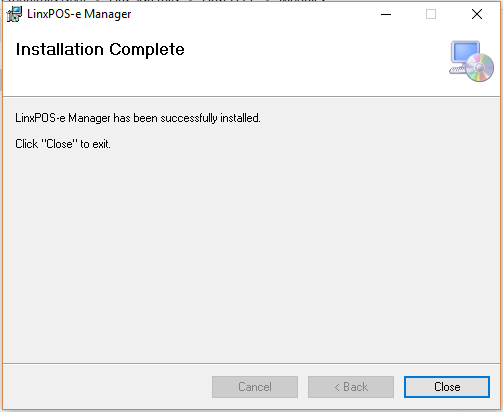 LinxPOS-e Manager
Installation Complete
LinxPOS-e Manager has been successfully installed.
Click "Close" to exit.
Cancel
< Back
Close